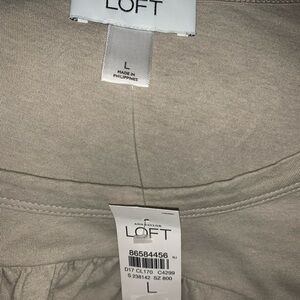 LOFT
L
MADE IN
PHILIPPINES
ANN TAYLOR
LOFT
86584456
D17 CL170 C4299
S 238142 SZ 800
L